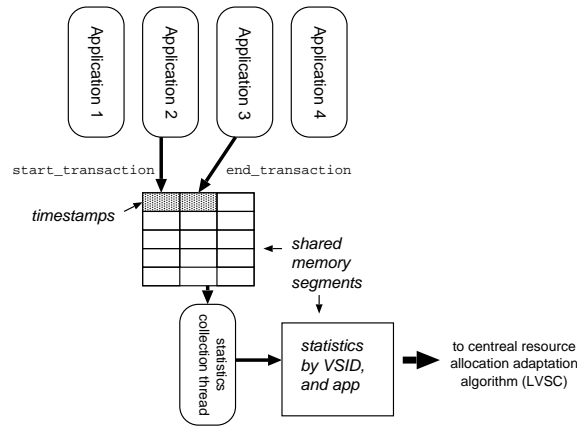 Application 1
Application 2
Application 3
Application 4
start_transaction
end_transaction
timestamps
shared
memory
segments
statistics
collection thread
statistics
by VSID,
and app
to centreal resource
allocation adaptation
algorithm (LVSC)